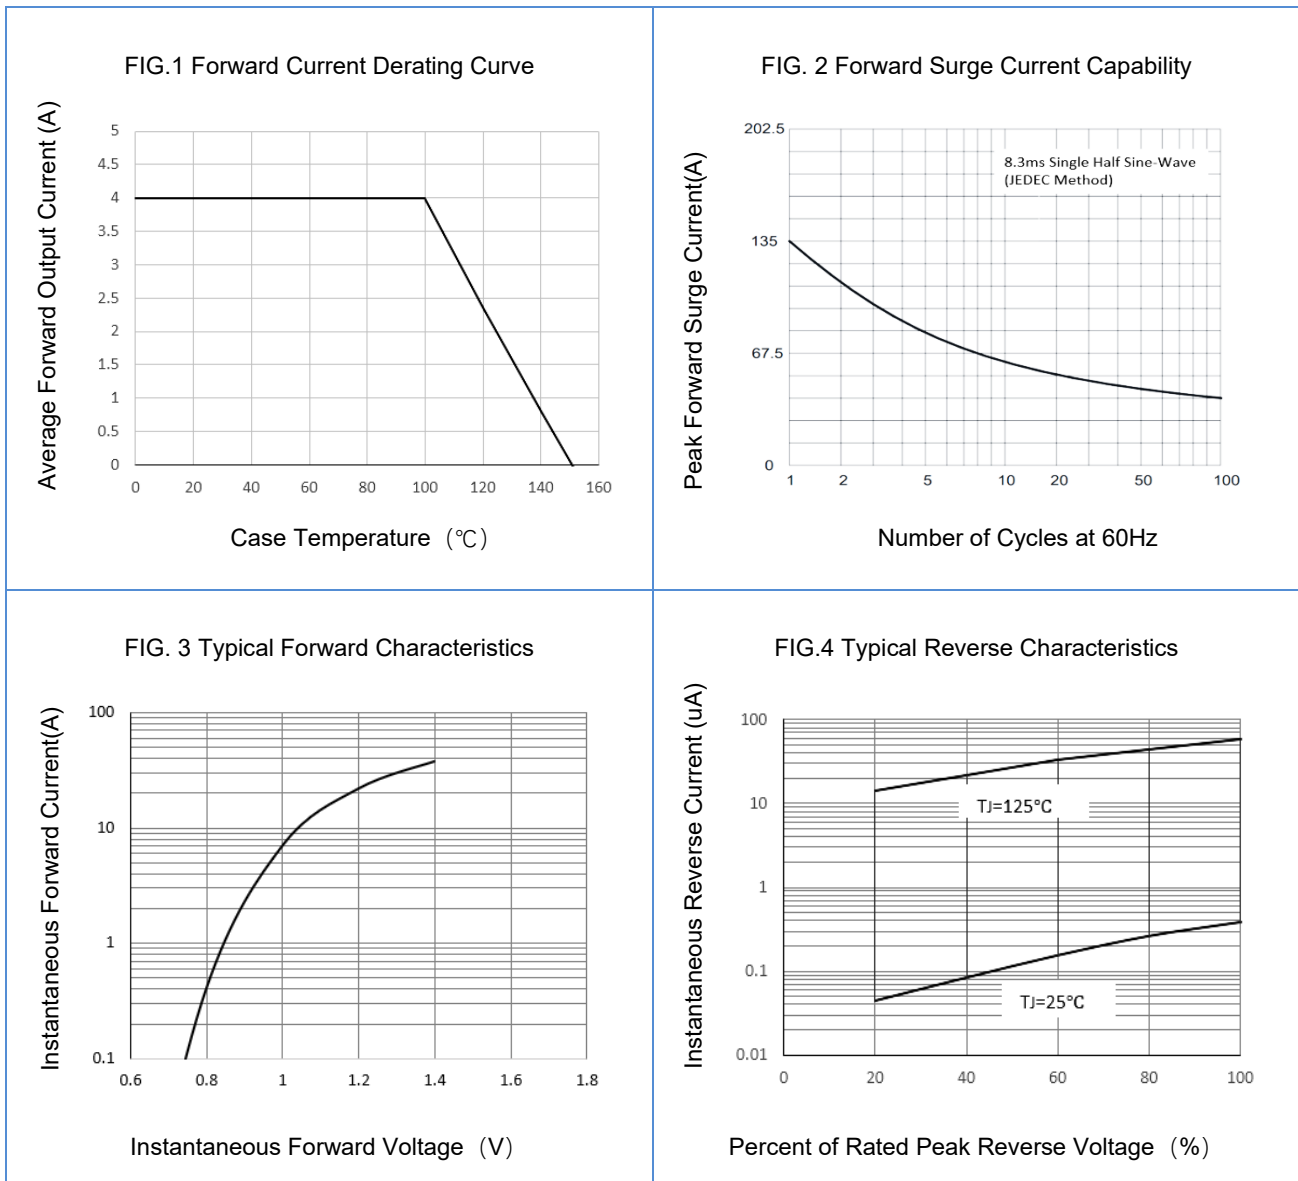 FIG.1 Forward Current Derating Curve
Average Forward Output Current (A)
5
4.5
4
3.5
3
2.5
2
1.5
1
0.5
0
0 20 40 60 80 100 120 140 160
Case Temperature（℃）
FIG. 2 Forward Surge Current Capability
Peak Forward Surge Current(A)
202.5
135
67.5
0
8.3ms Single Half Sine-Wave
(JEDEC Method)
1 2 5 10 20 50 100
Number of Cycles at 60Hz
FIG. 3 Typical Forward Characteristics
Instantaneous Forward Current(A)
100
10
1
0.1
0.6 0.8 1 1.2 1.4 1.6 1.8
Instantaneous Forward Voltage（V）
FIG.4 Typical Reverse Characteristics
Instantaneous Reverse Current (uA)
100
10
1
0.1
0.01
TJ=125°C
TJ=25°C
0 20 40 60 80 100
Percent of Rated Peak Reverse Voltage（%）